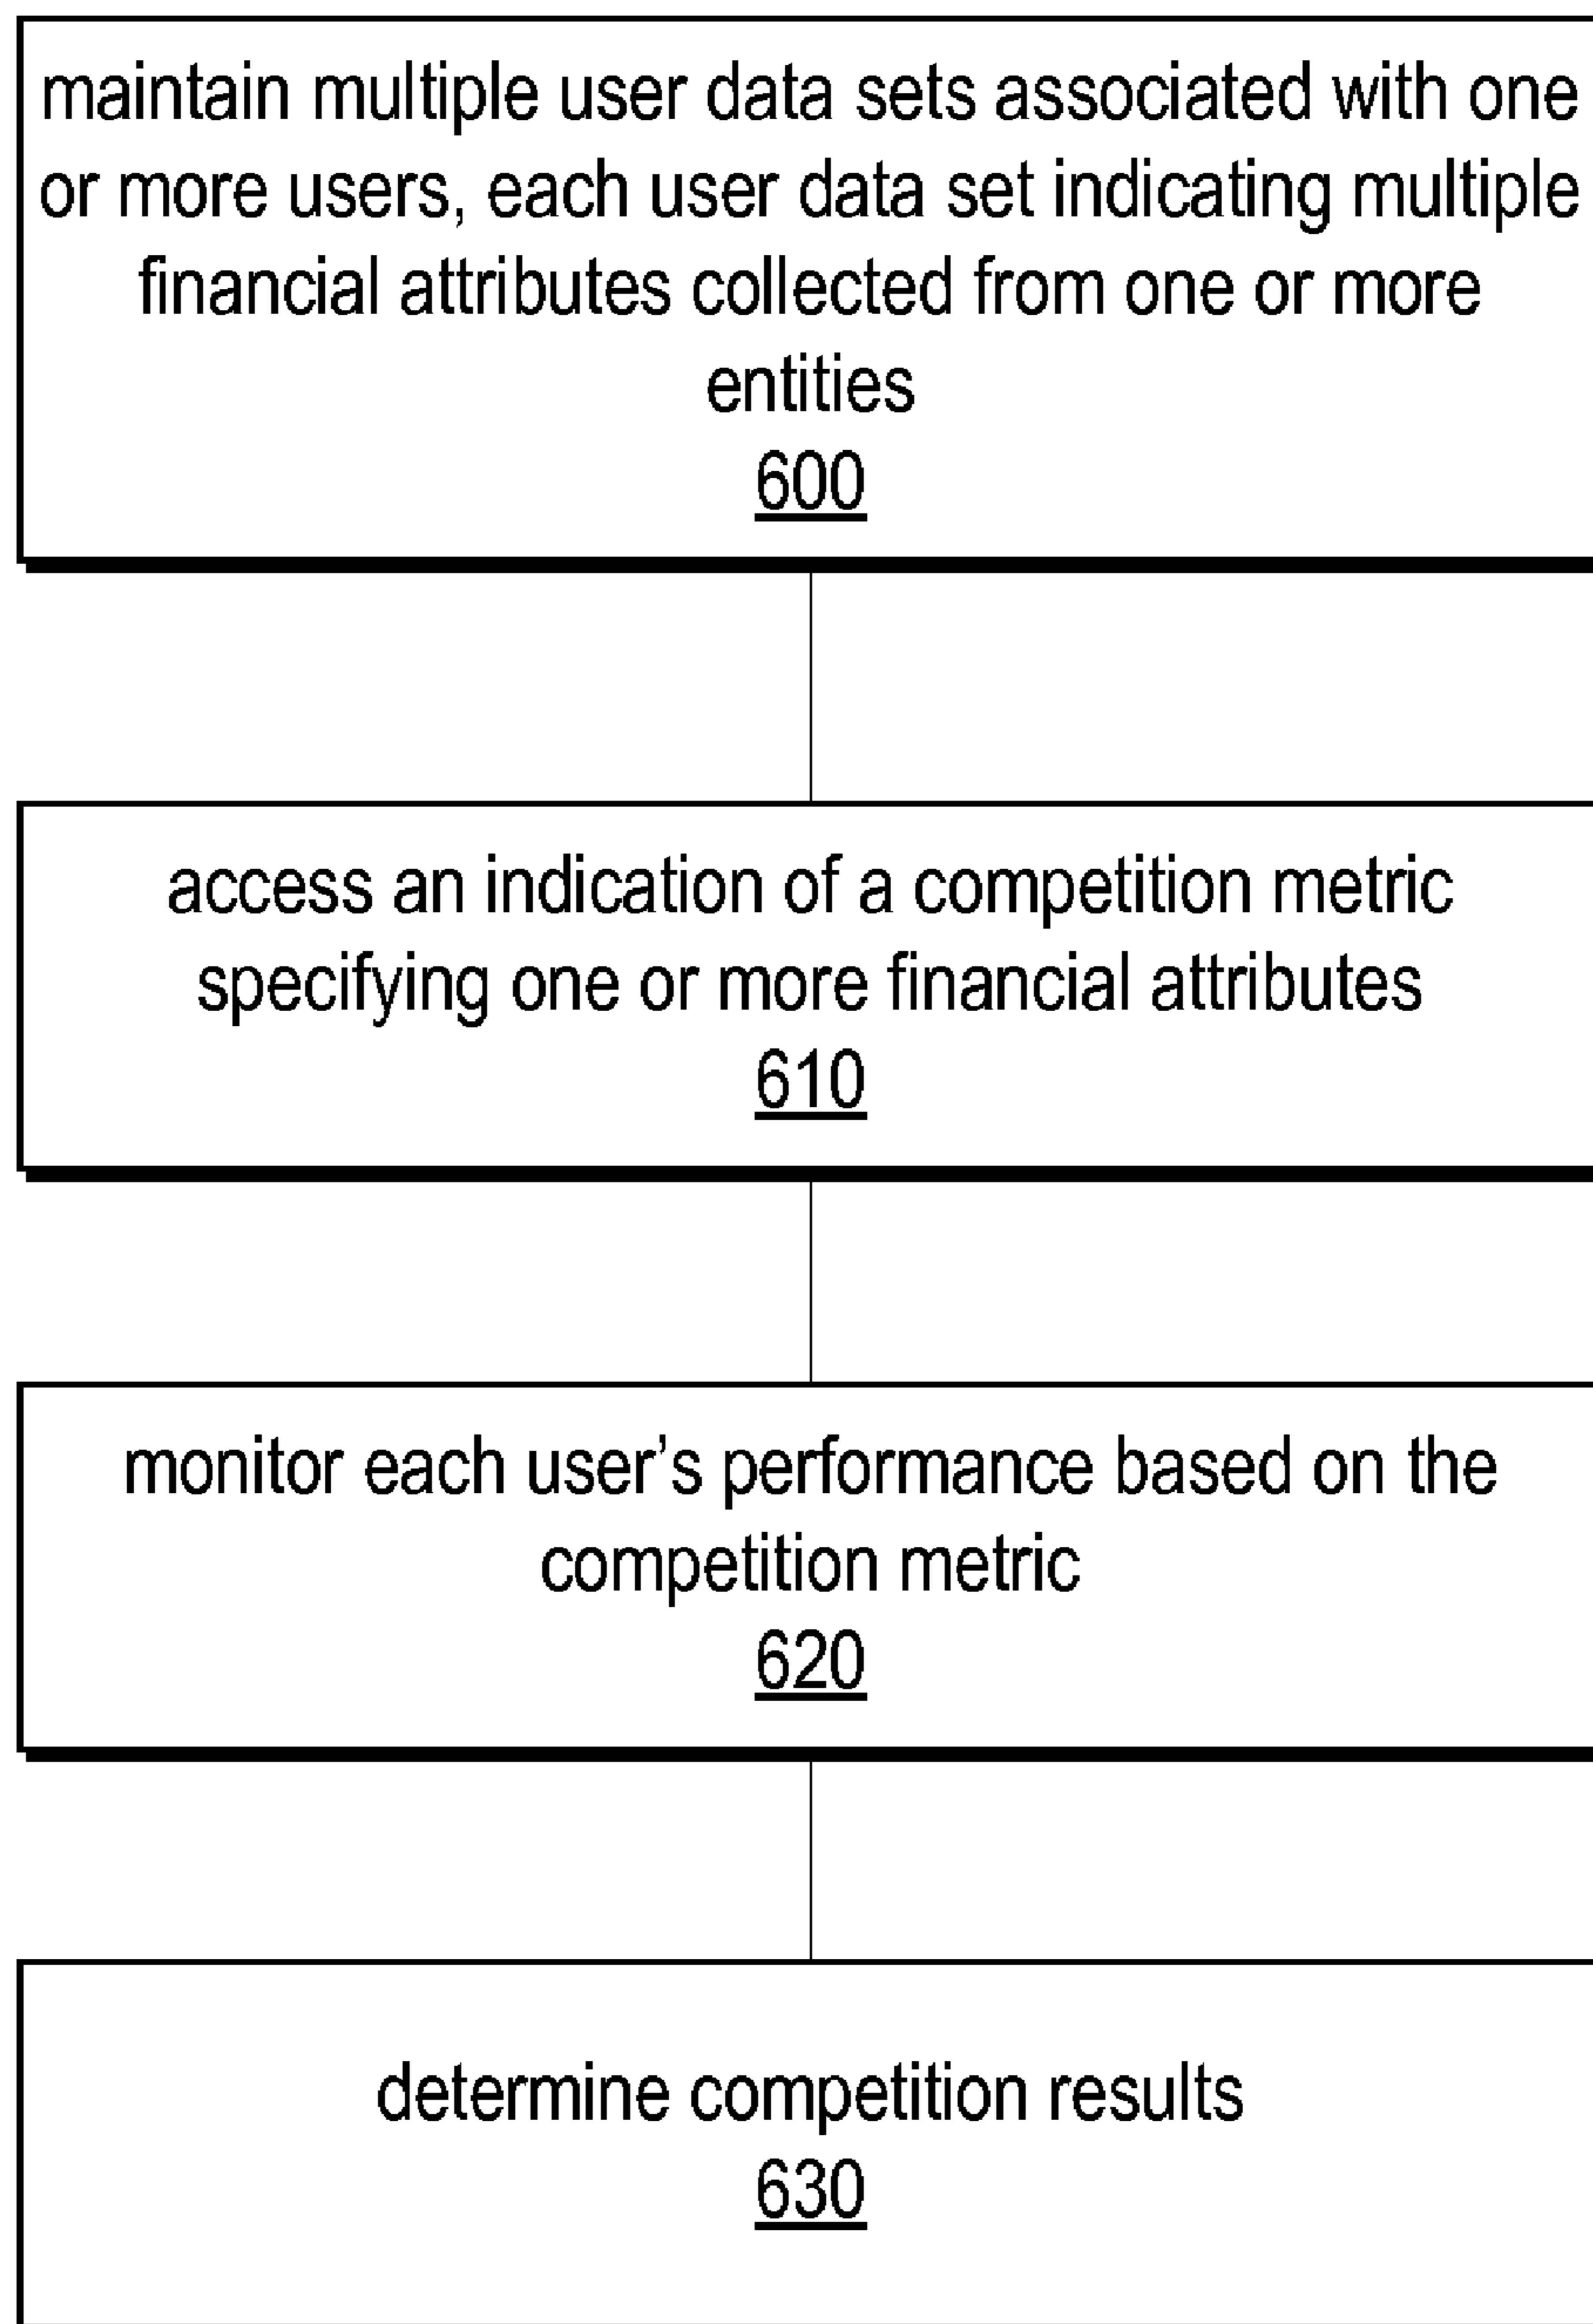 maintain multiple user data sets associated with one
or more users, each user data set indicating multiple
financial attributes collected from one or more
entities
600
access an indication of a competition metric
specifying one or more financial attributes
610
monitor each user’s performance based on the
competition metric
620
determine competition results
630